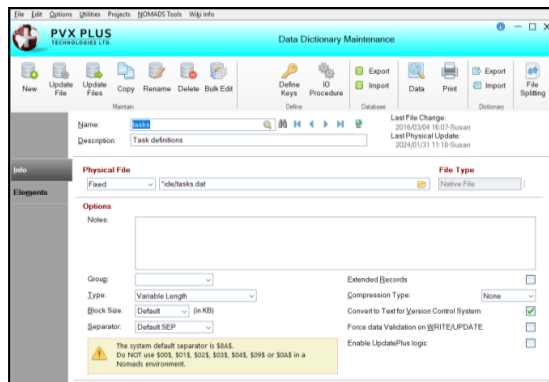 File Edit Options Utilities Projects NOMADS Tools Wiki Info
PVX PLUS
TECHNOLOGIES LTD.
Data Dictionary Maintenance
New Update File Update Files Copy Rename Delete Bulk Edit Define Keys IO Procedure Export Import Data Print Export Import File Splitting
Maintain Define Database Dictionary
Name: tasks
Last File Change:
2016/03/04 16:07-Susan
Description: Task definitions
Last Physical Update:
2024/01/31 11:18-Susan
Info
Elements
Physical File File Type
Fixed *ide/tasks.dat Native File
Options
Notes:
Group: Extended Records
Type: Variable Length Compression Type: None
Block Size: Default (in KB) Convert to Text for Version Control System
Separator: Default SEP Force data Validation on WRITE/UPDATE
Enable UpdatePlus logic
The system default separator is $8A$.
Do NOT use $00$, $01$, $02$, $03$, $04$, $09$ or $0A$ in a
Nomads environment.